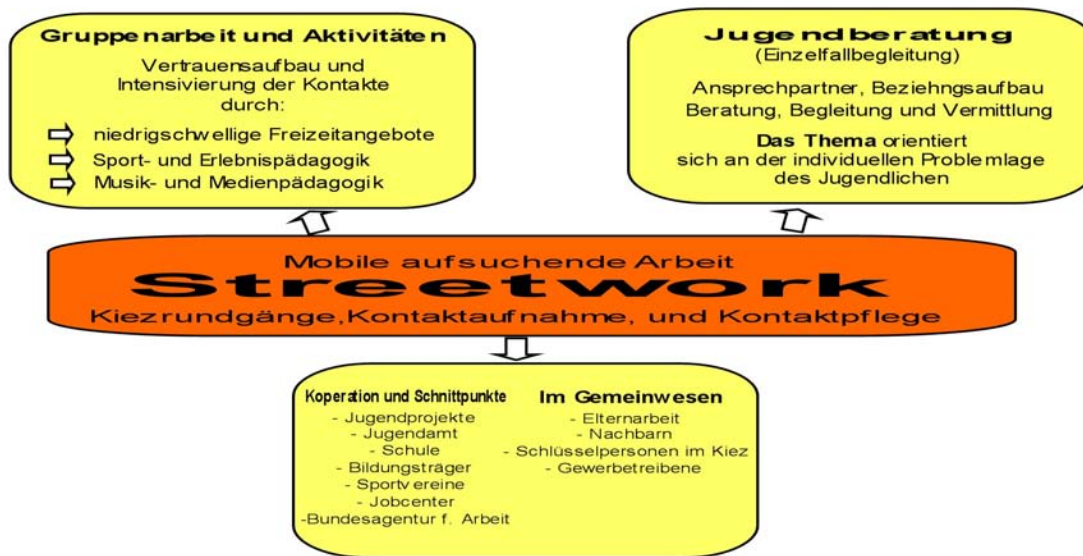 Gruppenarbeit und Aktivitäten
Vertrauensaufbau und
Intensivierung der Kontakte
durch:
niedrigschwellige Freizeitangebote
Sport- und Erlebnispädagogik
Musik- und Medienpädagogik
Jugendberatung
(Einzelfallbegleitung)
Ansprechpartner, Beziehngsaufbau
Beratung, Begleitung und Vermittlung
Das Thema orientiert
sich an der individuellen Problemlage
des Jugendlichen
Mobile aufsuchende Arbeit
Streetwork
Kiezrundgänge,Kontaktaufnahme, und Kontaktpflege
Koperation und Schnittpunkte
- Jugendprojekte
- Jugendamt
- Schule
- Bildungsträger
- Sportvereine
- Jobcenter
-Bundesagentur f. Arbeit
Im Gemeinwesen
- Elternarbeit
- Nachbarn
- Schlüsselpersonen im Kiez
- Gewerbetreibene